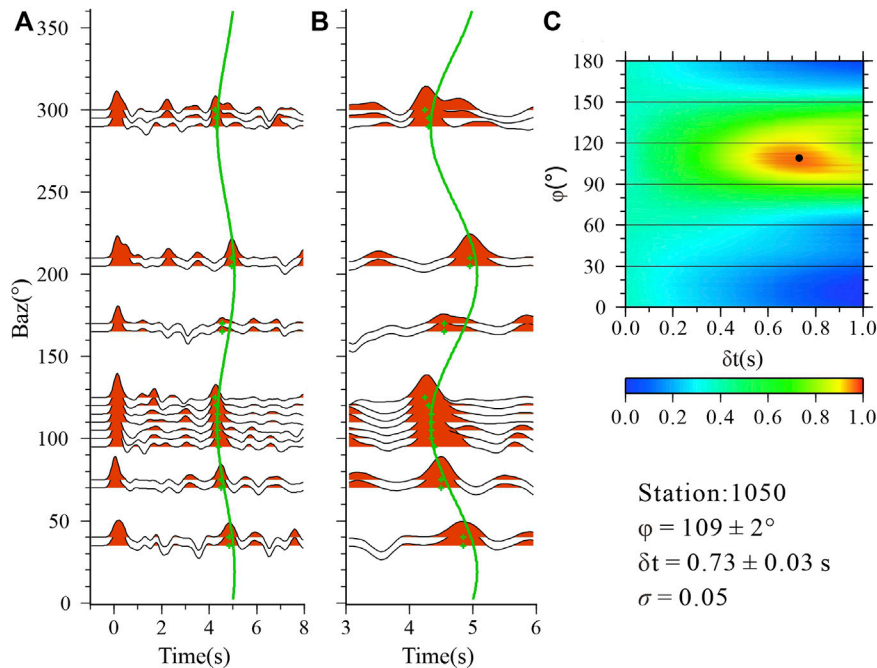 A
B
C
350
300
250
200
150
100
50
0
Baz(°)
0
2
4
6
8
Time(s)
3
4
5
6
Time(s)
180
150
120
90
60
30
0
φ(°)
0.0 0.2 0.4 0.6 0.8 1.0
δt(s)
0.0 0.2 0.4 0.6 0.8 1.0
Station:1050
φ = 109 ± 2°
δt = 0.73 ± 0.03 s
σ = 0.05